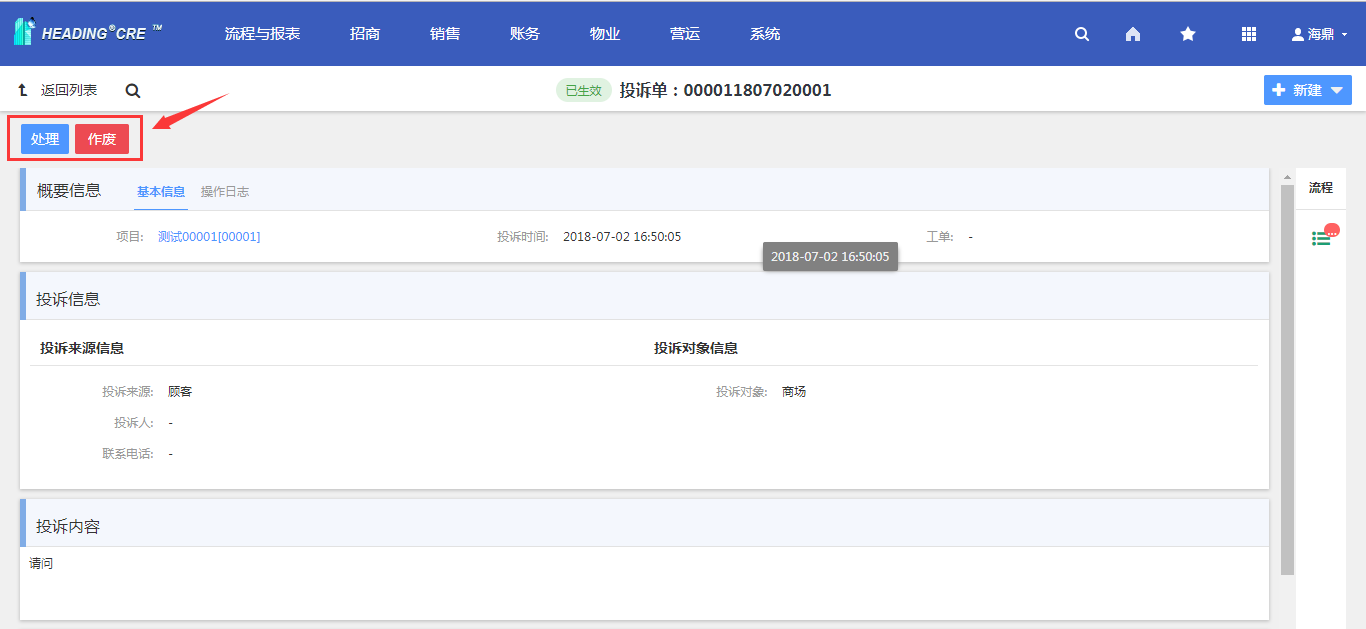 HEADING®CRE ™ 流程与报表 招商 销售 账务 物业 营运 系统 海鼎
返回列表 已生效 投诉单：000011807020001 新建
处理 作废
概要信息 基本信息 操作日志 流程
项目: 测试00001[00001] 投诉时间: 2018-07-02 16:50:05 工单: -
2018-07-02 16:50:05
投诉信息
投诉来源信息 投诉对象信息
投诉来源: 顾客 投诉对象: 商场
投诉人: -
联系电话: -
投诉内容
请问